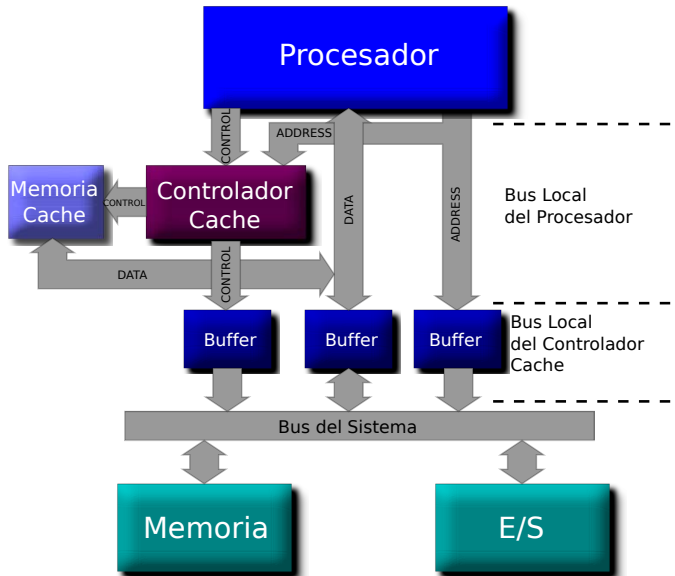 Procesador
CONTROL
ADDRESS
Memoria
Cache
CONTROL
Controlador
Cache
DATA
ADDRESS
Bus Local
del Procesador
DATA
CONTROL
Buffer
Buffer
Buffer
Bus Local
del Controlador
Cache
Bus del Sistema
Memoria
E/S